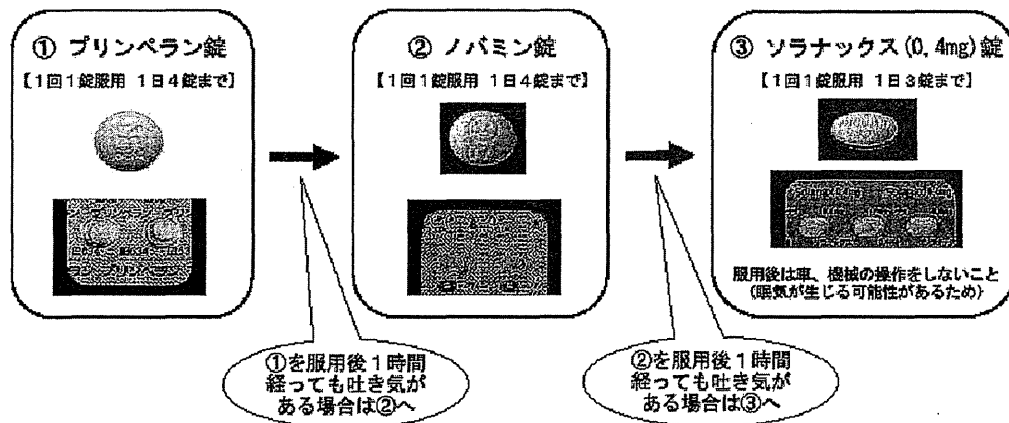 ① プリンペラン錠
【1回1錠服用 1日4錠まで】
② ノバミン錠
【1回1錠服用 1日4錠まで】
③ ソラナックス(0.4mg)錠
【1回1錠服用 1日3錠まで】
服用後は車、機械の操作をしないこと
(眠気が生じる可能性があるため)
①を服用後1時間
経っても吐き気が
ある場合は②へ
②を服用後1時間
経っても吐き気が
ある場合は③へ